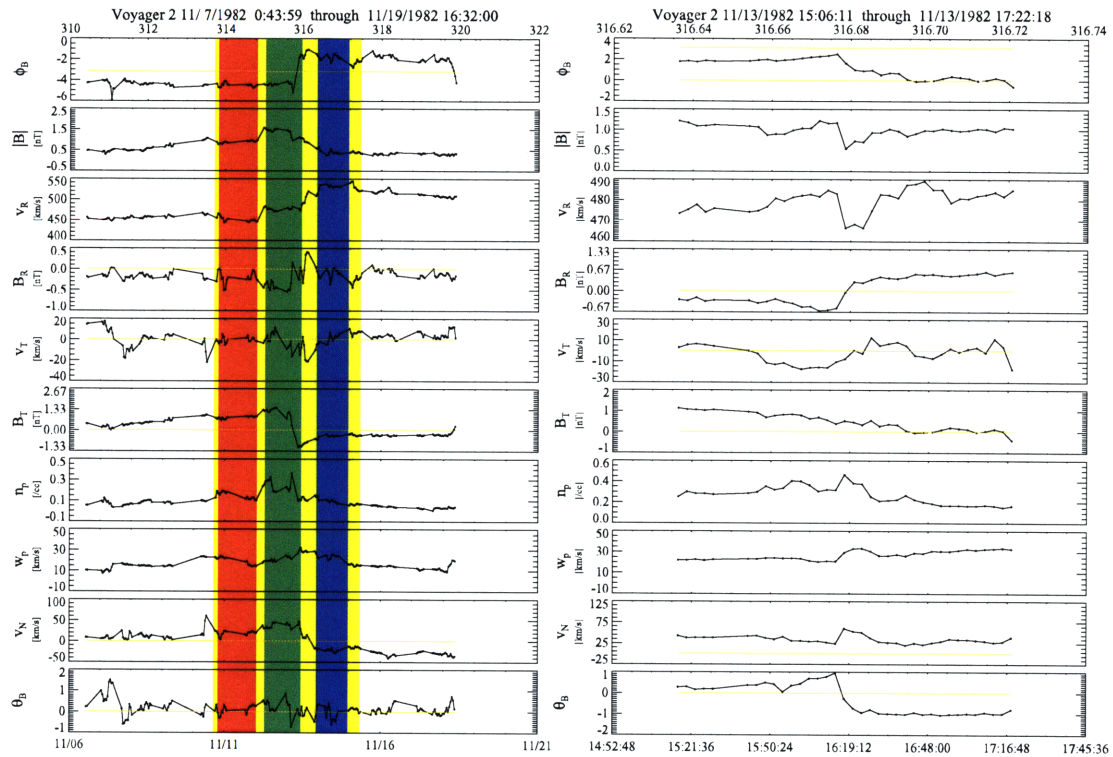 Voyager 2 11/ 7/1982 0:43:59 through 11/19/1982 16:32:00
310 312 314 316 318 320 322
ϕB
0
-2
-4
-6
|B|
[nT]
2.5
1.5
0.5
vR
[km/s]
550
500
450
400
BR
[nT]
0.5
0.0
-0.5
-1.0
vT
[km/s]
20
0
-20
-40
BT
[nT]
2.67
1.33
0.00
-1.33
np
[/cc]
0.5
0.3
0.1
-0.1
wp
[km/s]
50
30
10
-10
vN
[km/s]
100
50
0
-50
θB
2
1
0
-1
11/06 11/11 11/16 11/21
Voyager 2 11/13/1982 15:06:11 through 11/13/1982 17:22:18
316.62 316.64 316.66 316.68 316.70 316.72 316.74
ϕB
4
2
0
-2
|B|
[nT]
1.5
1.0
0.5
0.0
vR
[km/s]
490
480
470
460
BR
[nT]
1.33
0.67
0.00
-0.67
vT
[km/s]
30
10
-10
-30
BT
[nT]
2
1
0
-1
np
[/cc]
0.6
0.4
0.2
0.0
wp
[km/s]
50
30
10
-10
vN
[km/s]
125
75
25
-25
θB
1
0
-1
-2
14:52:48 15:21:36 15:50:24 16:19:12 16:48:00 17:16:48 17:45:36